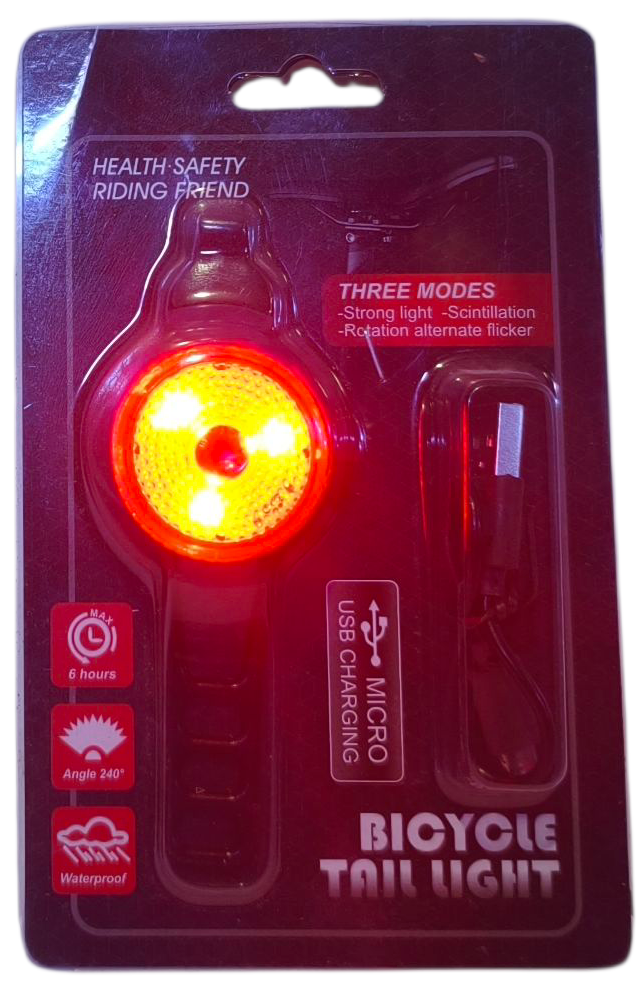 HEALTH·SAFETY
RIDING FRIEND
THREE MODES
-Strong light -Scintillation
-Rotation alternate flicker
MAX
6 hours
Angle 240°
Waterproof
MICRO
USB CHARGING
BICYCLE
TAIL LIGHT